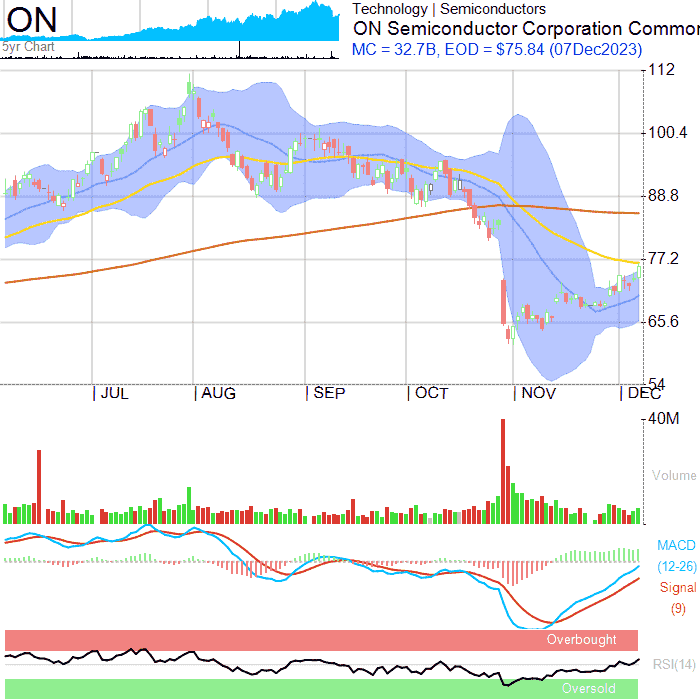 ON
5yr Chart
Technology | Semiconductors
ON Semiconductor Corporation Common
MC = 32.7B, EOD = $75.84 (07Dec2023)
112
100.4
88.8
77.2
65.6
54
JUL AUG SEP OCT NOV DEC
40M
Volume
MACD
(12-26)
Signal
(9)
Overbought
RSI(14)
Oversold